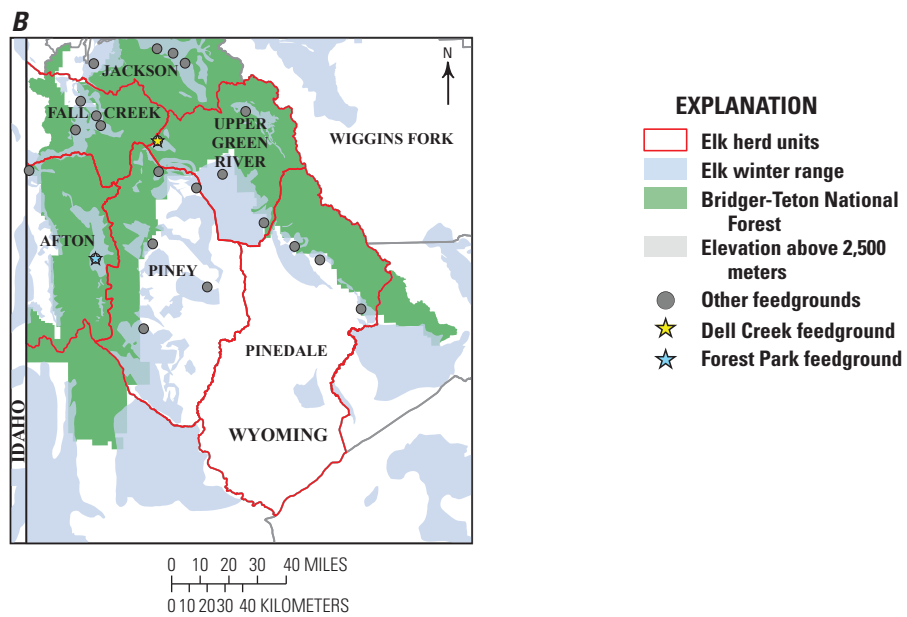 B
N
JACKSON
FALL CREEK
UPPER
GREEN
RIVER
WIGGINS FORK
AFTON
PINEY
PINEDALE
WYOMING
IDAHO
0 10 20 30 40 MILES
0 10 20 30 40 KILOMETERS
EXPLANATION
Elk herd units
Elk winter range
Bridger-Teton National
Forest
Elevation above 2,500
meters
Other feedgrounds
Dell Creek feedground
Forest Park feedground